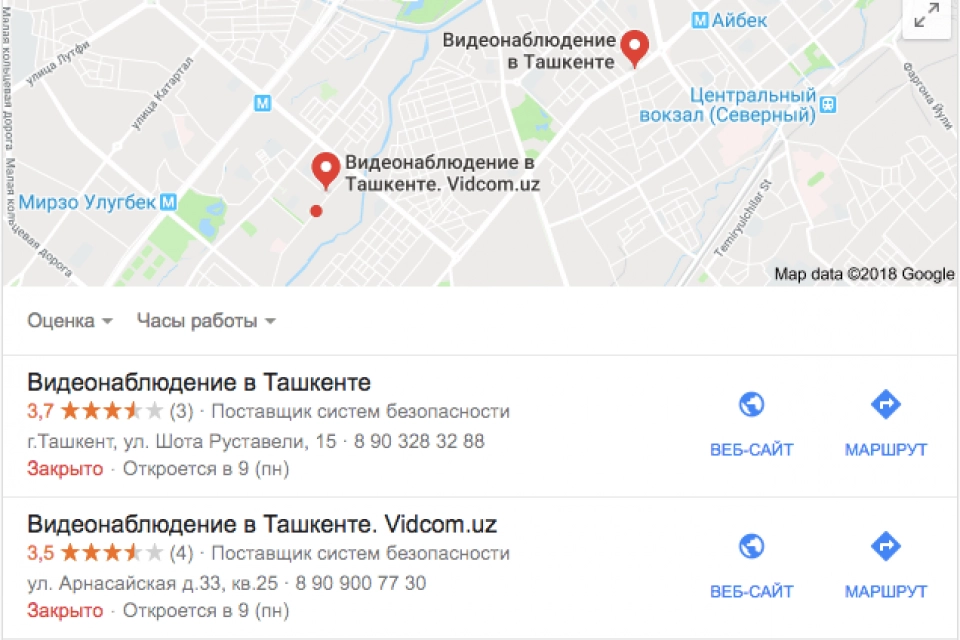 Малая кольцевая дорога
Малая кольцевая дорога
улица Лутфи
улица Катартал
М
М Айбек
Видеонаблюдение
в Ташкенте
Центральный
вокзал (Северный)
Фаргона Йули
Видеонаблюдение в
Ташкенте. Vidcom.uz
Мирзо Улугбек М
Temiryulchilar St
Map data ©2018 Google
Оценка Часы работы
Видеонаблюдение в Ташкенте
3,7 (3) · Поставщик систем безопасности
г.Ташкент, ул. Шота Руставели, 15 · 8 90 328 32 88
Закрыто · Откроется в 9 (пн)
ВЕБ-САЙТ МАРШРУТ
Видеонаблюдение в Ташкенте. Vidcom.uz
3,5 (4) · Поставщик систем безопасности
ул. Арнасайская д.33, кв.25 · 8 90 900 77 30
Закрыто · Откроется в 9 (пн)
ВЕБ-САЙТ МАРШРУТ